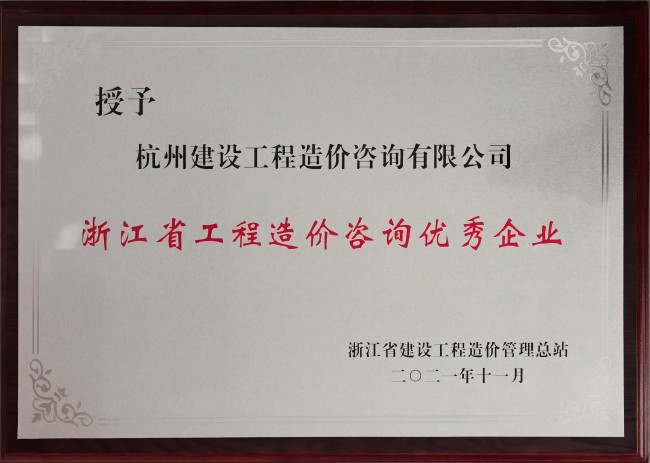 授予
杭州建设工程造价咨询有限公司
浙江省工程造价咨询优秀企业
浙江省建设工程造价管理总站
二〇二一年十一月